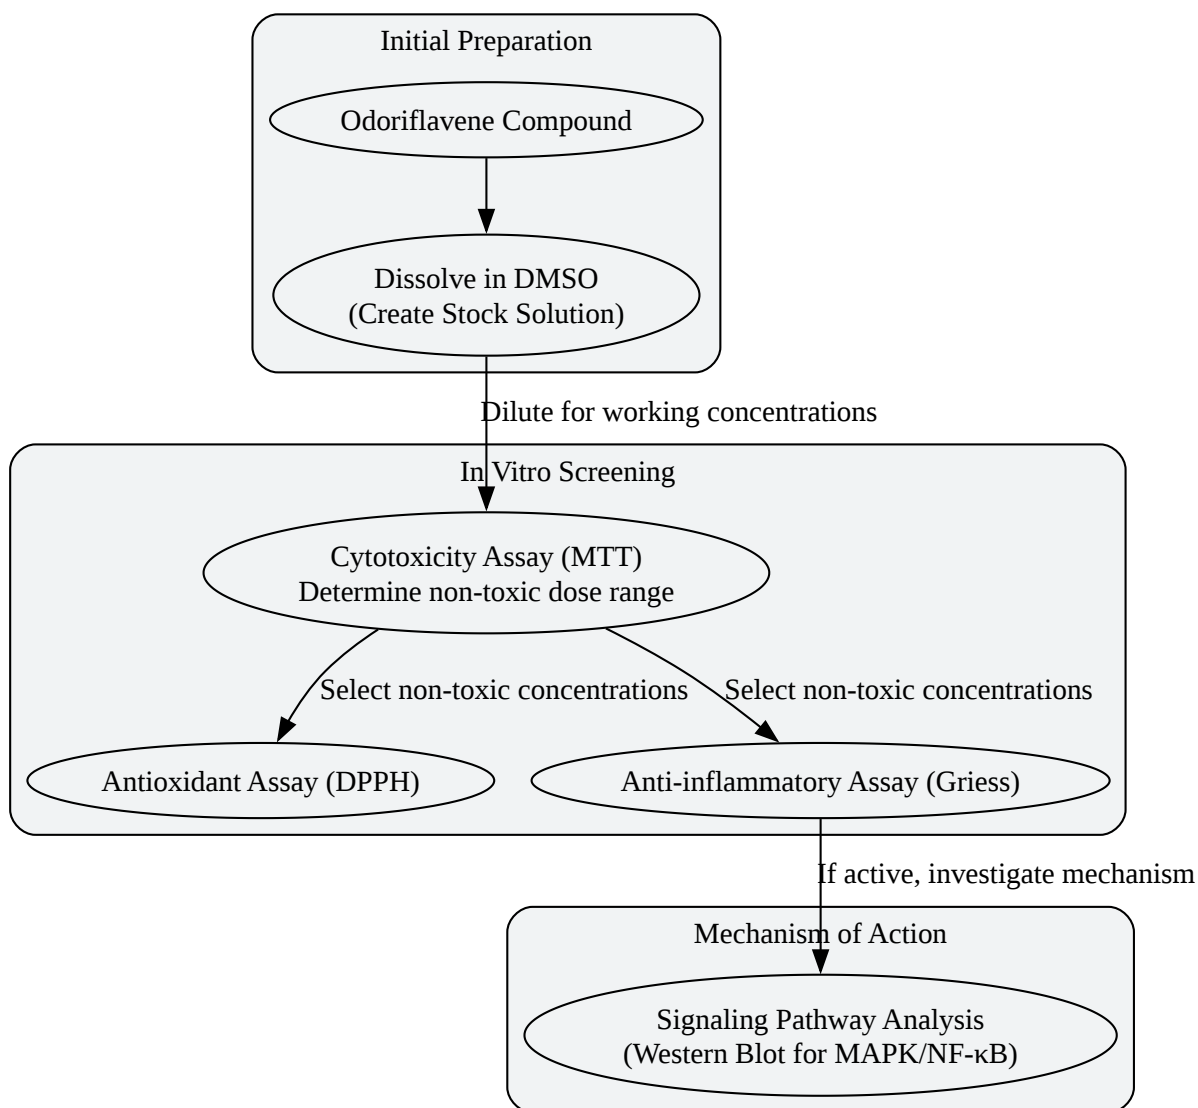 Initial Preparation
Odoriflavene Compound
Dissolve in DMSO
(Create Stock Solution)
Dilute for working concentrations
In Vitro Screening
Cytotoxicity Assay (MTT)
Determine non-toxic dose range
Select non-toxic concentrations
Select non-toxic concentrations
Antioxidant Assay (DPPH)
Anti-inflammatory Assay (Griess)
If active, investigate mechanism
Mechanism of Action
Signaling Pathway Analysis
(Western Blot for MAPK/NF-κB)